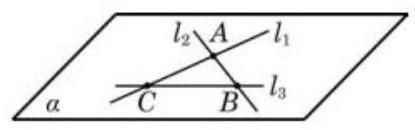 l₂ A l₁
α C B l₃